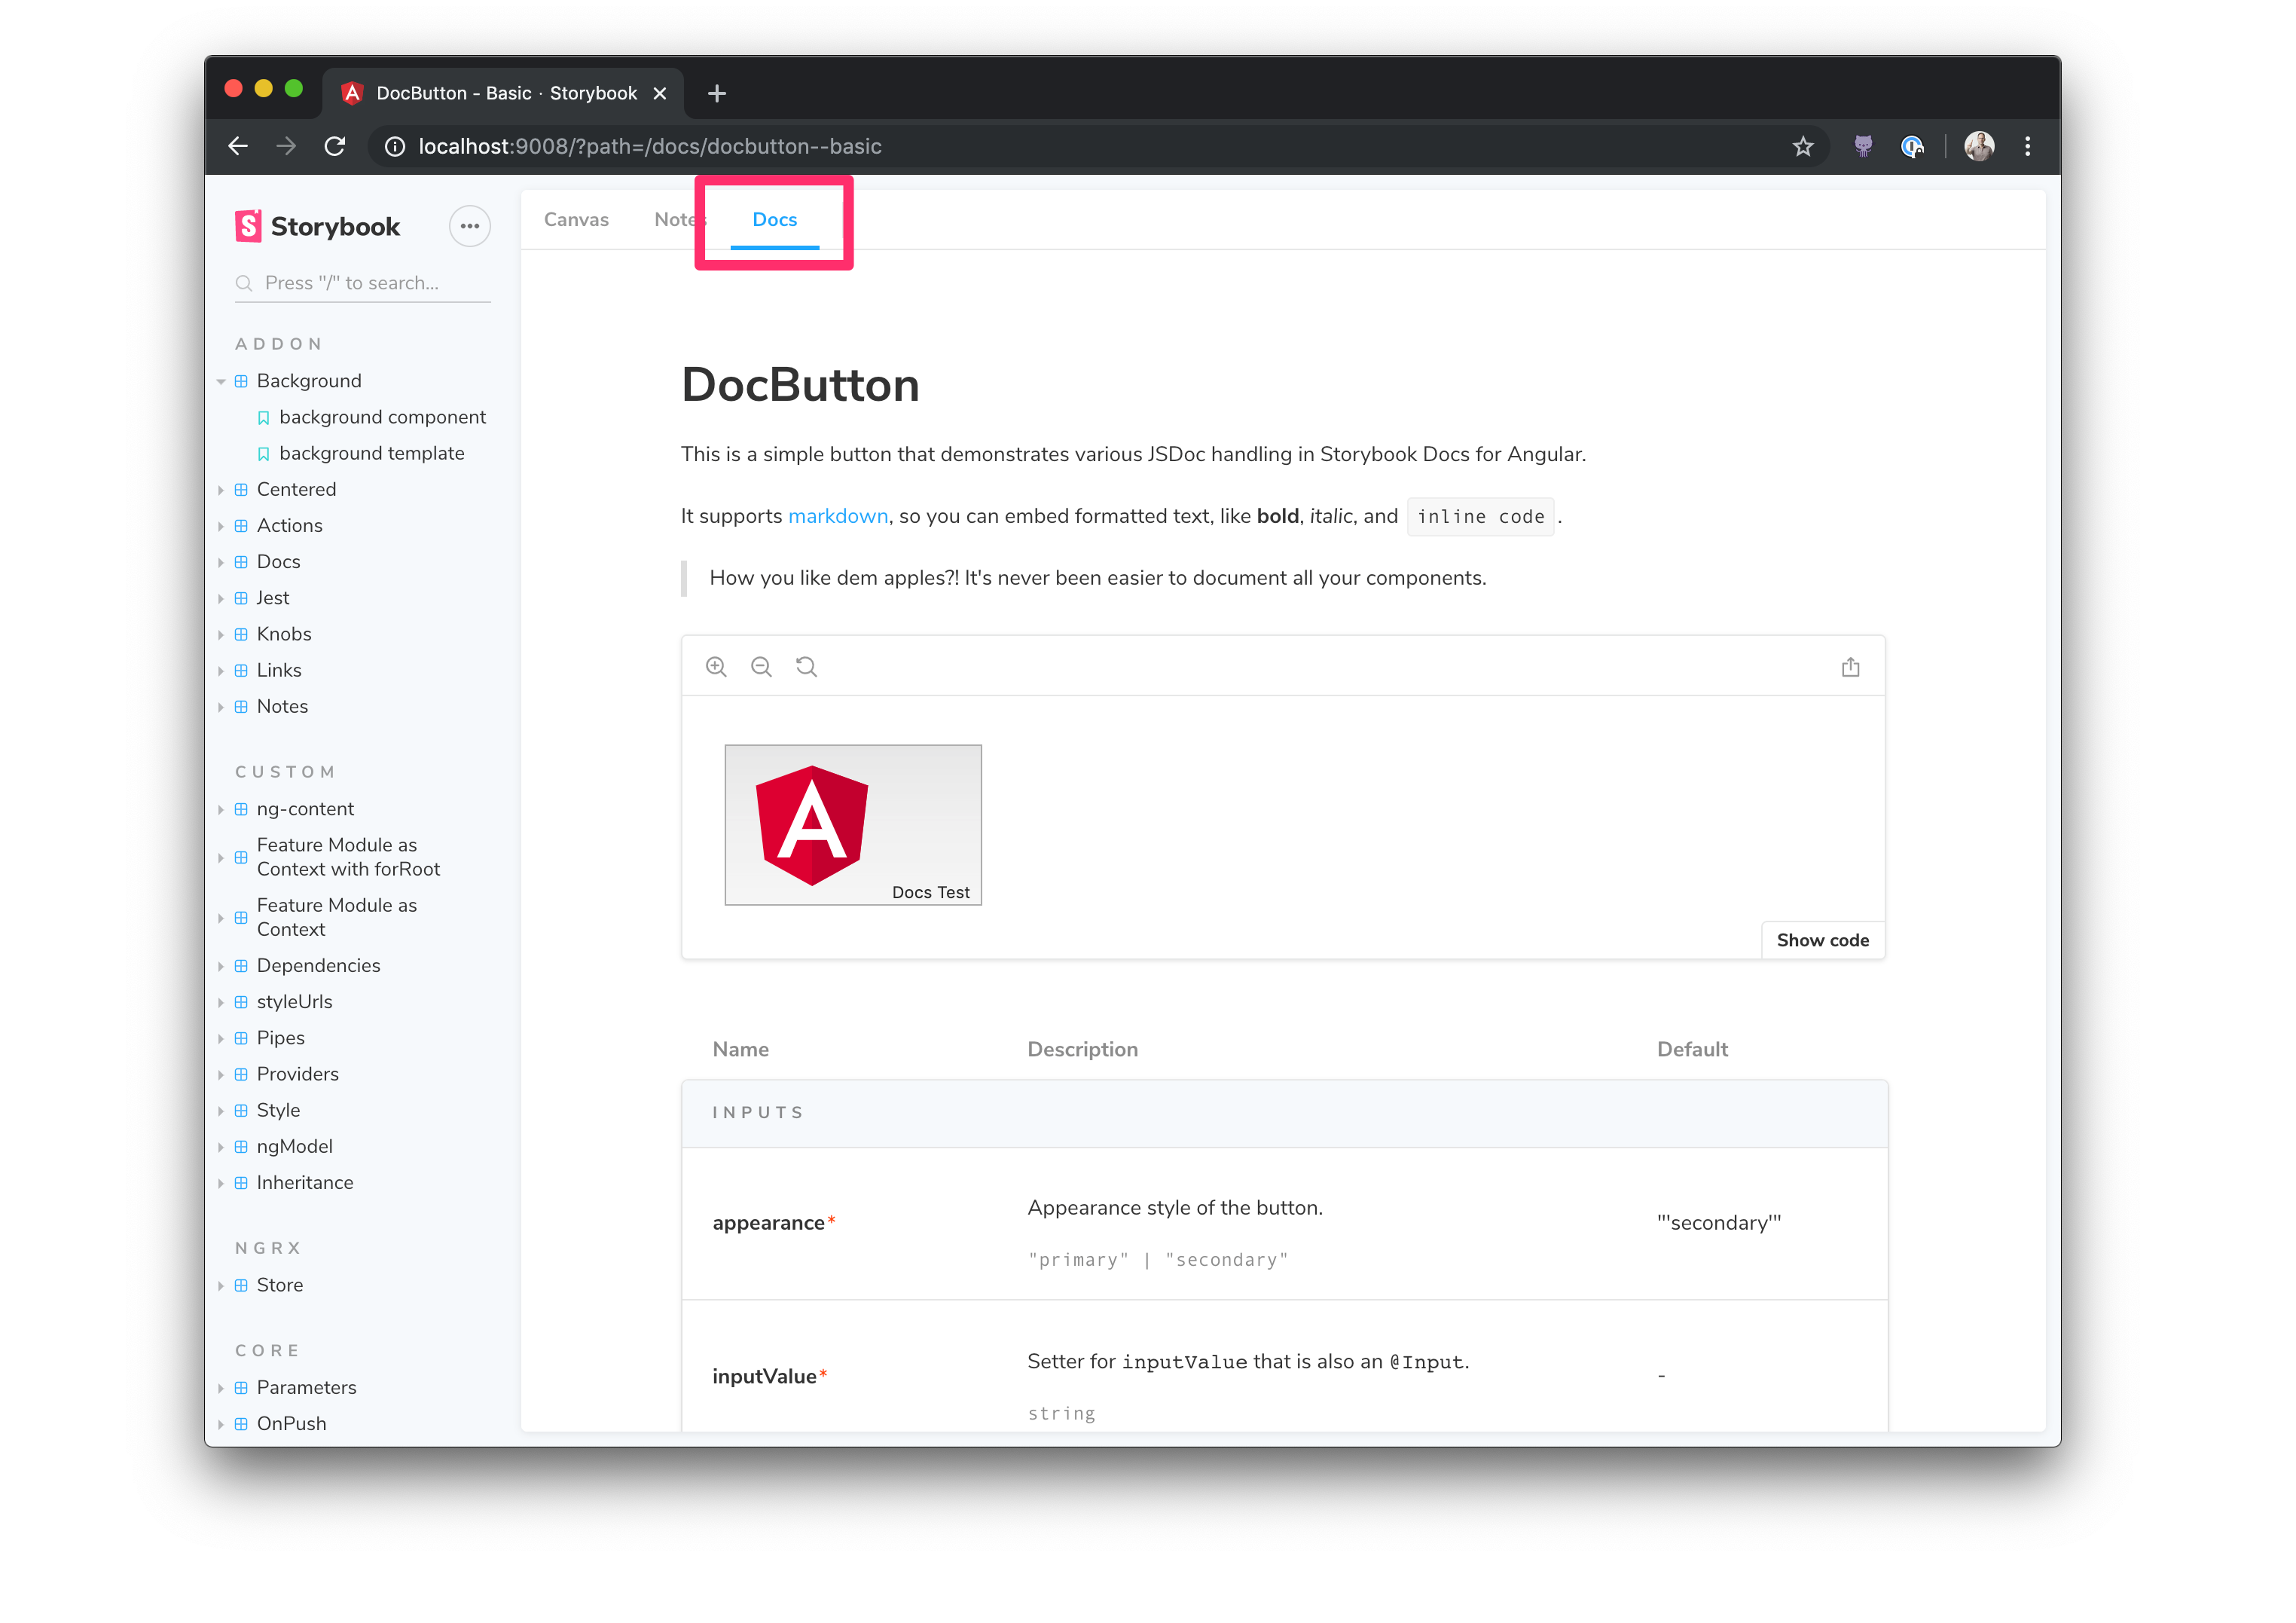 DocButton - Basic · Storybook
localhost:9008/?path=/docs/docbutton--basic
Storybook
Press "/" to search...
ADDON
Background
background component
background template
Centered
Actions
Docs
Jest
Knobs
Links
Notes
CUSTOM
ng-content
Feature Module as
Context with forRoot
Feature Module as
Context
Dependencies
styleUrls
Pipes
Providers
Style
ngModel
Inheritance
NGRX
Store
CORE
Parameters
OnPush
Canvas Notes Docs
DocButton
This is a simple button that demonstrates various JSDoc handling in Storybook Docs for Angular.
It supports markdown, so you can embed formatted text, like bold, italic, and inline code .
How you like dem apples?! It's never been easier to document all your components.
Docs Test
Show code
Name Description Default
INPUTS
appearance* Appearance style of the button. "'secondary'"
"primary" | "secondary"
inputValue* Setter for inputValue that is also an @Input. -
string